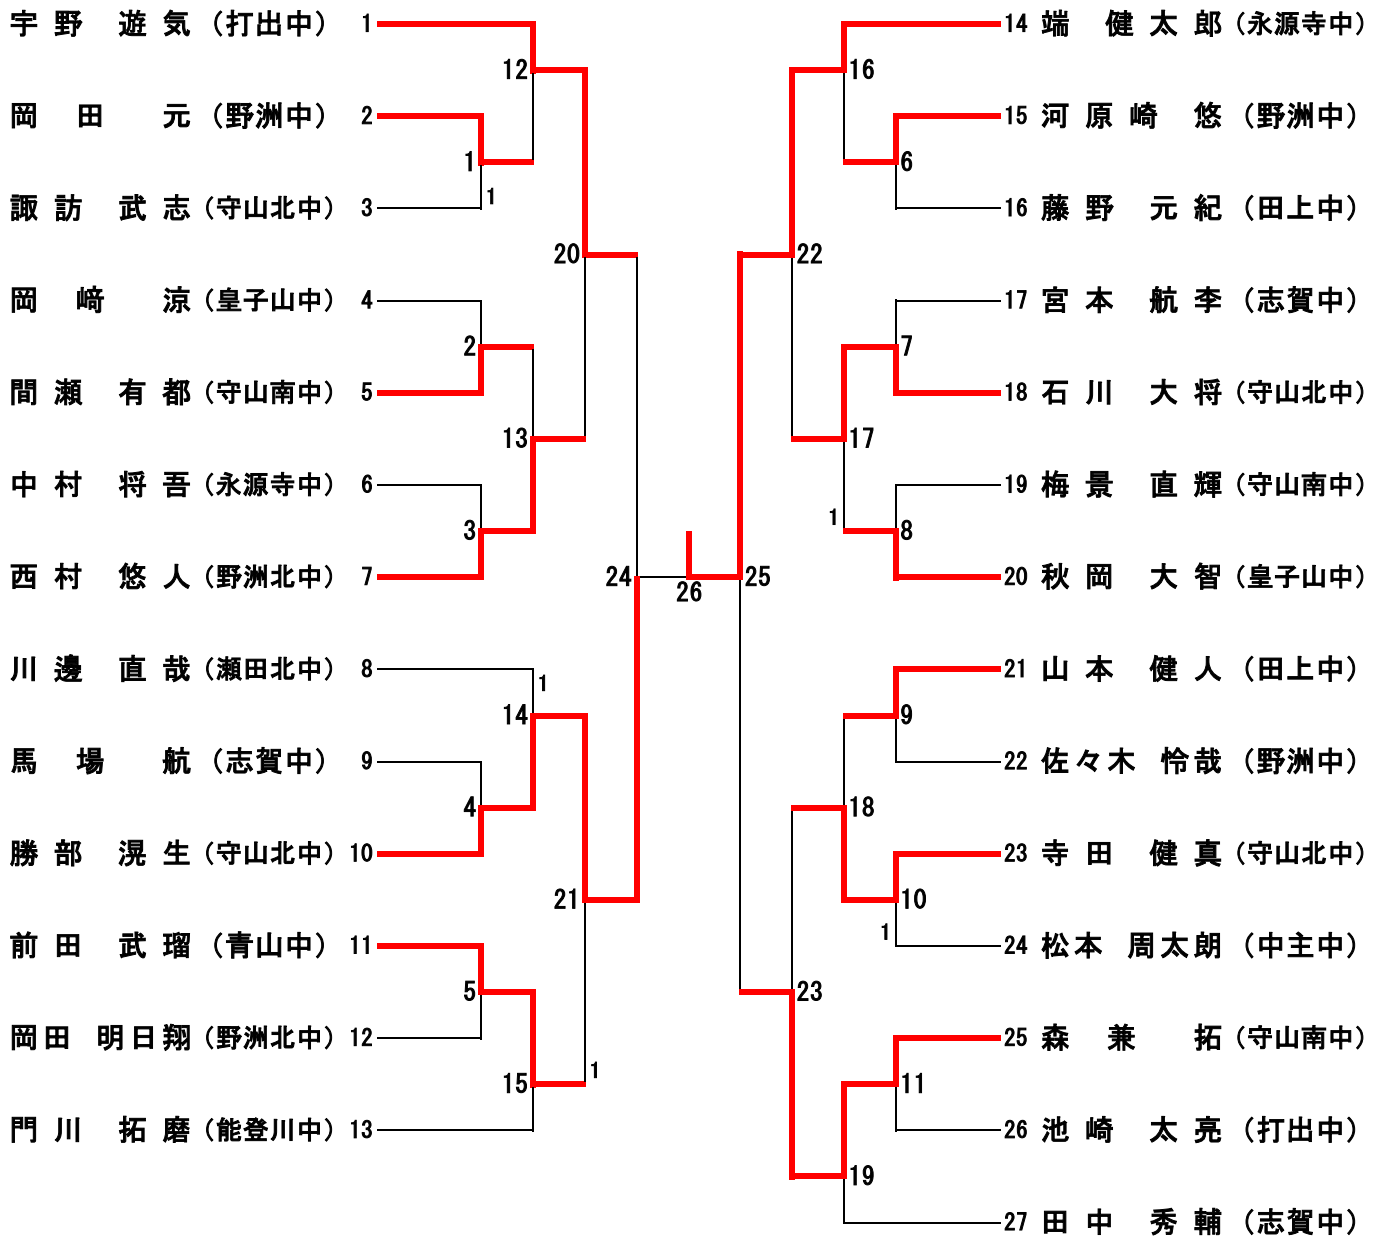 宇野 遊気（打出中） 1
岡田 元（野洲中） 2
諏訪 武志（守山北中） 3
岡﨑 涼（皇子山中） 4
間瀬 有都（守山南中） 5
中村 将吾（永源寺中） 6
西村 悠人（野洲北中） 7
川邊 直哉（瀬田北中） 8
馬場 航（志賀中） 9
勝部 滉生（守山北中） 10
前田 武瑠（青山中） 11
岡田 明日翔（野洲北中） 12
門川 拓磨（能登川中） 13
12
1
1
20
2
13
3
24
1
14
4
21
5
1
15
26
14 端 健太郎（永源寺中）
15 河原崎 悠（野洲中）
16 藤野 元紀（田上中）
17 宮本 航李（志賀中）
18 石川 大将（守山北中）
19 梅景 直輝（守山南中）
20 秋岡 大智（皇子山中）
21 山本 健人（田上中）
22 佐々木 怜哉（野洲中）
23 寺田 健真（守山北中）
24 松本 周太朗（中主中）
25 森 兼拓（守山南中）
26 池崎 太亮（打出中）
27 田中 秀輔（志賀中）
16
6
22
7
17
1
8
25
9
18
10
1
23
11
19